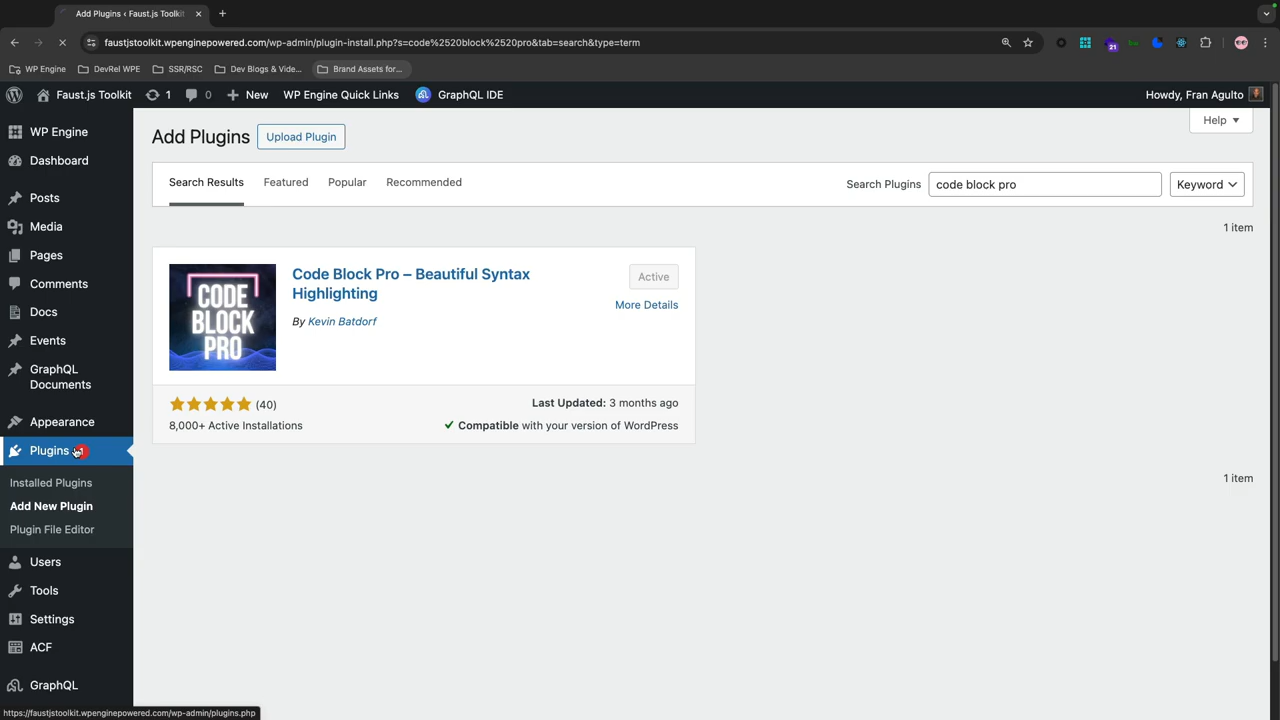 Add Plugins ‹ Faust.js Toolkit
faustjstoolkit.wpenginepowered.com/wp-admin/plugin-install.php?s=code%2520block%2520pro&tab=search&type=term
21
WP Engine
DevRel WPE
SSR/RSC
Dev Blogs & Vide...
Brand Assets for...
Faust.js Toolkit
1
0
New
WP Engine Quick Links
GraphQL IDE
Howdy, Fran Agulto
WP Engine
Dashboard
Posts
Media
Pages
Comments
Docs
Events
GraphQL
Documents
Appearance
Plugins
Installed Plugins
Add New Plugin
Plugin File Editor
Users
Tools
Settings
ACF
GraphQL
Help
Add Plugins
Upload Plugin
Search Results
Featured
Popular
Recommended
Search Plugins
code block pro
Keyword
1 item
CODE
BLOCK
PRO
Code Block Pro – Beautiful Syntax
Highlighting
By Kevin Batdorf
Active
More Details
(40)
8,000+ Active Installations
Last Updated: 3 months ago
Compatible with your version of WordPress
1 item
https://faustjstoolkit.wpenginepowered.com/wp-admin/plugins.php